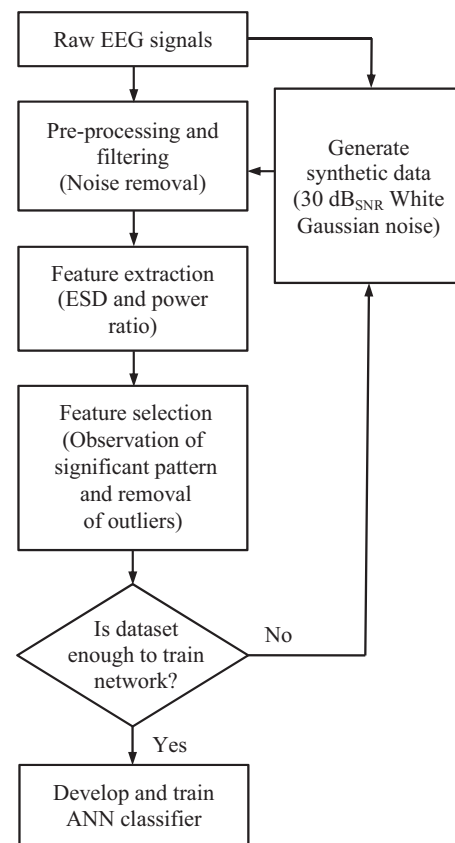 Raw EEG signals
Pre-processing and
filtering
(Noise removal)
Generate
synthetic data
(30 dBSNR White
Gaussian noise)
Feature extraction
(ESD and power
ratio)
Feature selection
(Observation of
significant pattern
and removal
of outliers)
Is dataset
enough to train
network?
No
Yes
Develop and train
ANN classifier